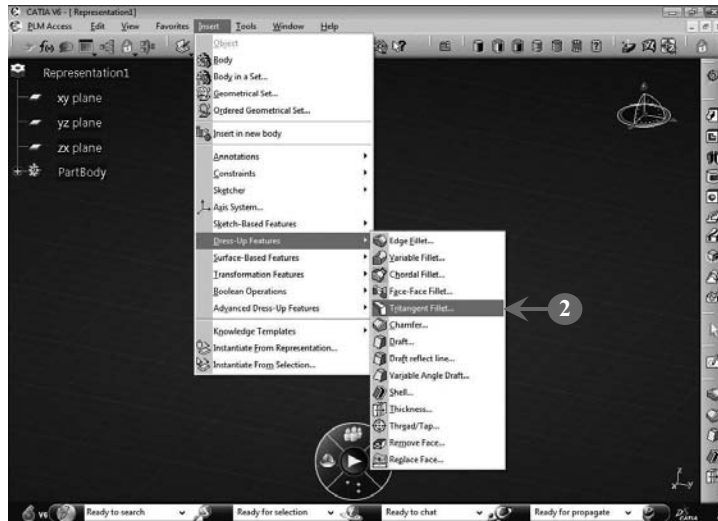 CATIA V6 - [ Representation1]
PLM Access Edit View Favorites Insert Tools Window Help
Object
Body
Body in a Set...
Geometrical Set...
Ordered Geometrical Set...
Insert in new body
Annotations
Constraints
Sketcher
Axis System...
Sketch-Based Features
Dress-Up Features
Surface-Based Features
Transformation Features
Boolean Operations
Advanced Dress-Up Features
Knowledge Templates
Instantiate From Representation...
Instantiate From Selection...
Representation1
xy plane
yz plane
zx plane
PartBody
Edge Fillet...
Variable Fillet...
Chordal Fillet...
Face-Face Fillet...
Tritangent Fillet...
2
Chamfer...
Draft...
Draft reflect line...
Variable Angle Draft...
Shell...
Thickness...
Thread/Tap...
Remove Face...
Replace Face...
V6 Ready to search Ready for selection Ready to chat Ready for propagate